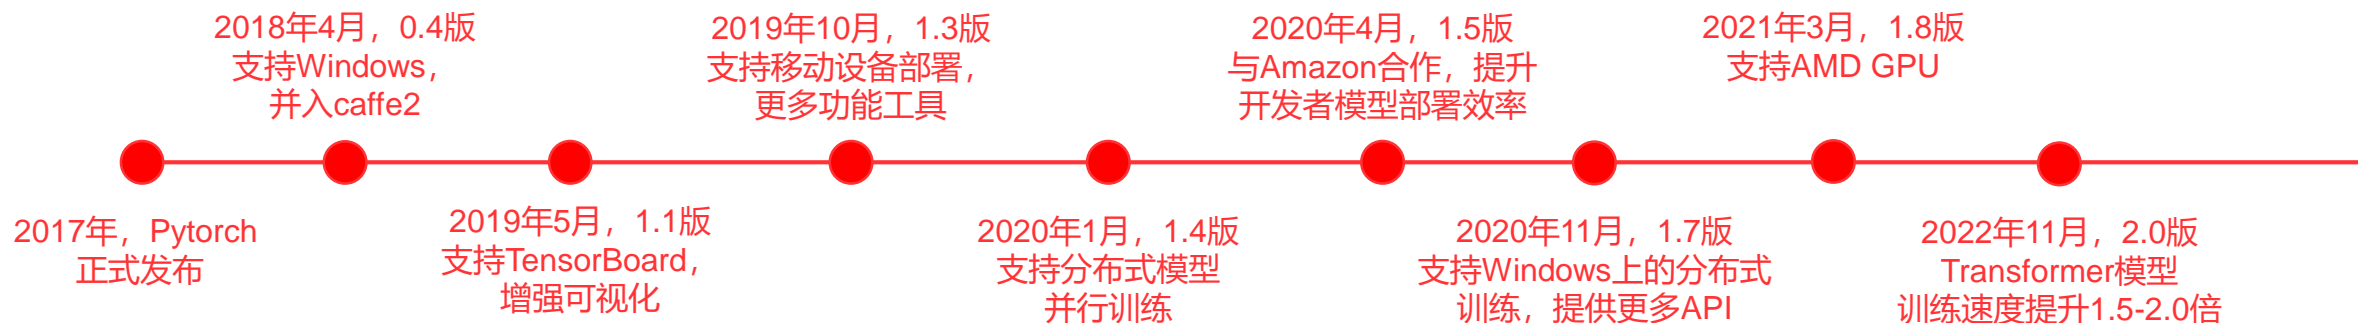 2017年，Pytorch
正式发布
2018年4月，0.4版
支持Windows，
并入caffe2
2019年5月，1.1版
支持TensorBoard，
增强可视化
2019年10月，1.3版
支持移动设备部署，
更多功能工具
2020年1月，1.4版
支持分布式模型
并行训练
2020年4月，1.5版
与Amazon合作，提升
开发者模型部署效率
2020年11月，1.7版
支持Windows上的分布式
训练，提供更多API
2021年3月，1.8版
支持AMD GPU
2022年11月，2.0版
Transformer模型
训练速度提升1.5-2.0倍